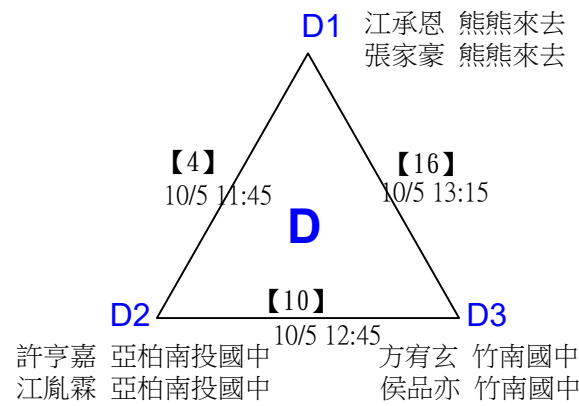 D1 江承恩 熊熊來去
張家豪 熊熊來去
【4】
10/5 11:45
【16】
10/5 13:15
D
【10】
10/5 12:45
D2
許亨嘉 亞柏南投國中
江胤霖 亞柏南投國中
D3
方宥玄 竹南國中
侯品亦 竹南國中